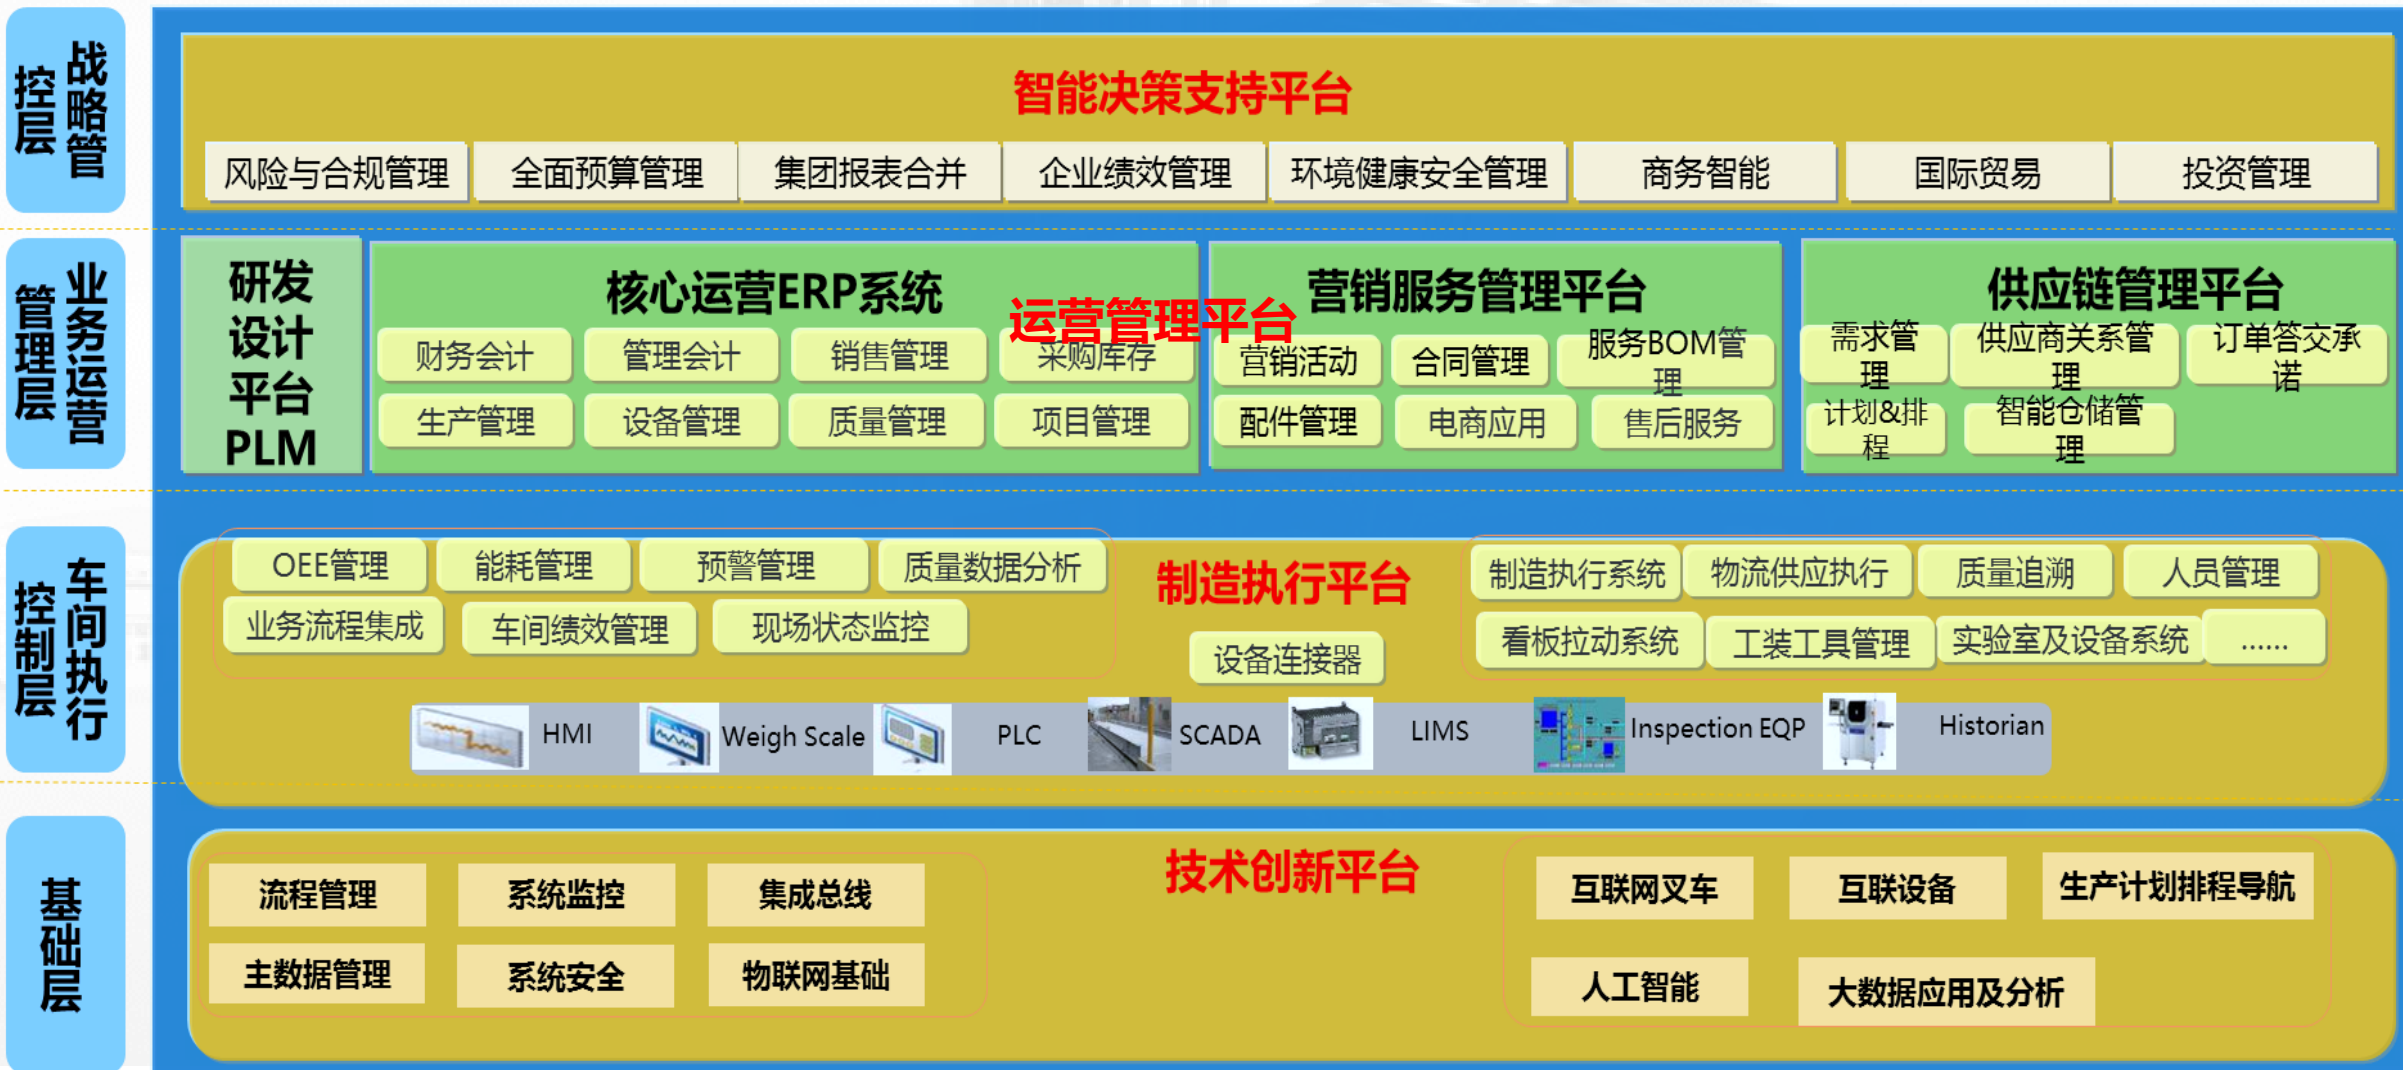 战略管
控层
智能决策支持平台
风险与合规管理
全面预算管理
集团报表合并
企业绩效管理
环境健康安全管理
商务智能
国际贸易
投资管理
业务运营
管理层
运营管理平台
研发
设计
平台
PLM
核心运营ERP系统
财务会计
管理会计
销售管理
采购库存
生产管理
设备管理
质量管理
项目管理
营销服务管理平台
营销活动
合同管理
服务BOM管
理
配件管理
电商应用
售后服务
供应链管理平台
需求管
理
供应商关系管
理
订单答交承
诺
计划&排
程
智能仓储管
理
车间执行
控制层
制造执行平台
OEE管理
能耗管理
预警管理
质量数据分析
业务流程集成
车间绩效管理
现场状态监控
设备连接器
制造执行系统
物流供应执行
质量追溯
人员管理
看板拉动系统
工装工具管理
实验室及设备系统
......
HMI
Weigh Scale
PLC
SCADA
LIMS
Inspection EQP
Historian
基础层
技术创新平台
流程管理
系统监控
集成总线
主数据管理
系统安全
物联网基础
互联网叉车
互联设备
生产计划排程导航
人工智能
大数据应用及分析